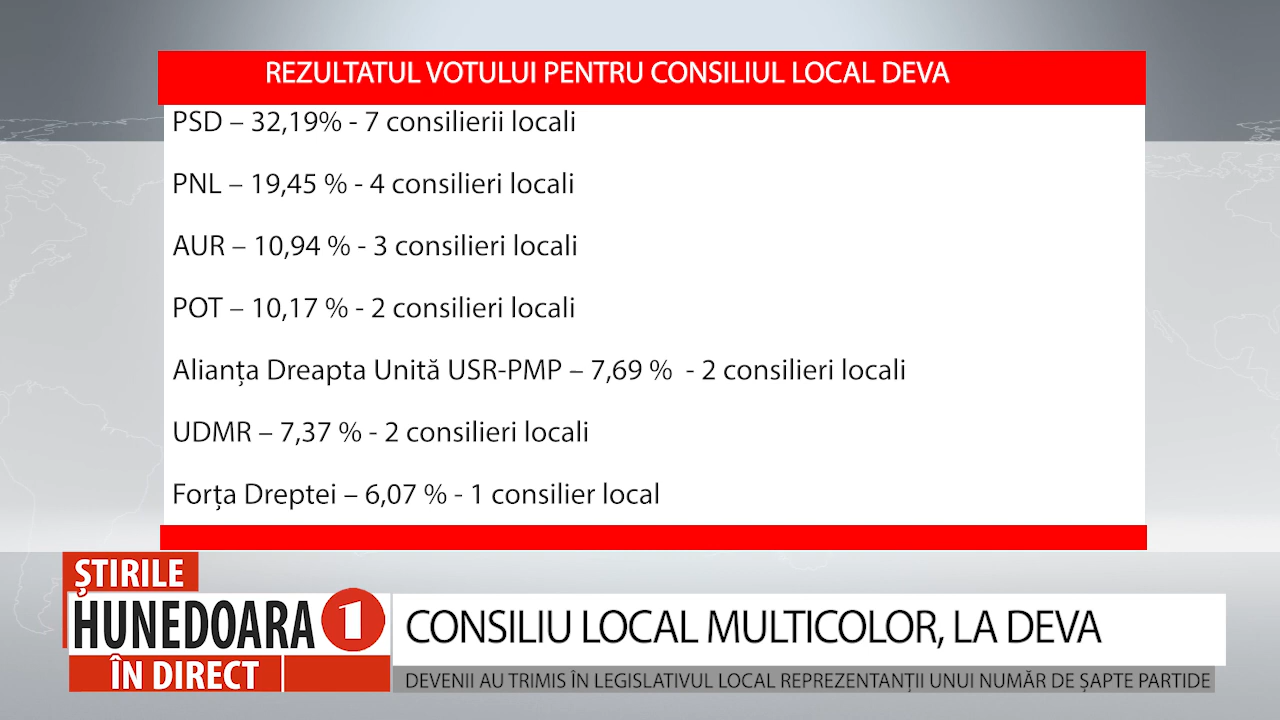 REZULTATUL VOTULUI PENTRU CONSILIUL LOCAL DEVA
PSD – 32,19% - 7 consilierii locali
PNL – 19,45 % - 4 consilieri locali
AUR – 10,94 % - 3 consilieri locali
POT – 10,17 % - 2 consilieri locali
Alianța Dreapta Unită USR-PMP – 7,69 %  - 2 consilieri locali
UDMR – 7,37 % - 2 consilieri locali
Forța Dreptei – 6,07 % - 1 consilier local
ȘTIRILE
HUNEDOARA 1
ÎN DIRECT
CONSILIU LOCAL MULTICOLOR, LA DEVA
DEVENII AU TRIMIS ÎN LEGISLATIVUL LOCAL REPREZENTANȚII UNUI NUMĂR DE ȘAPTE PARTIDE